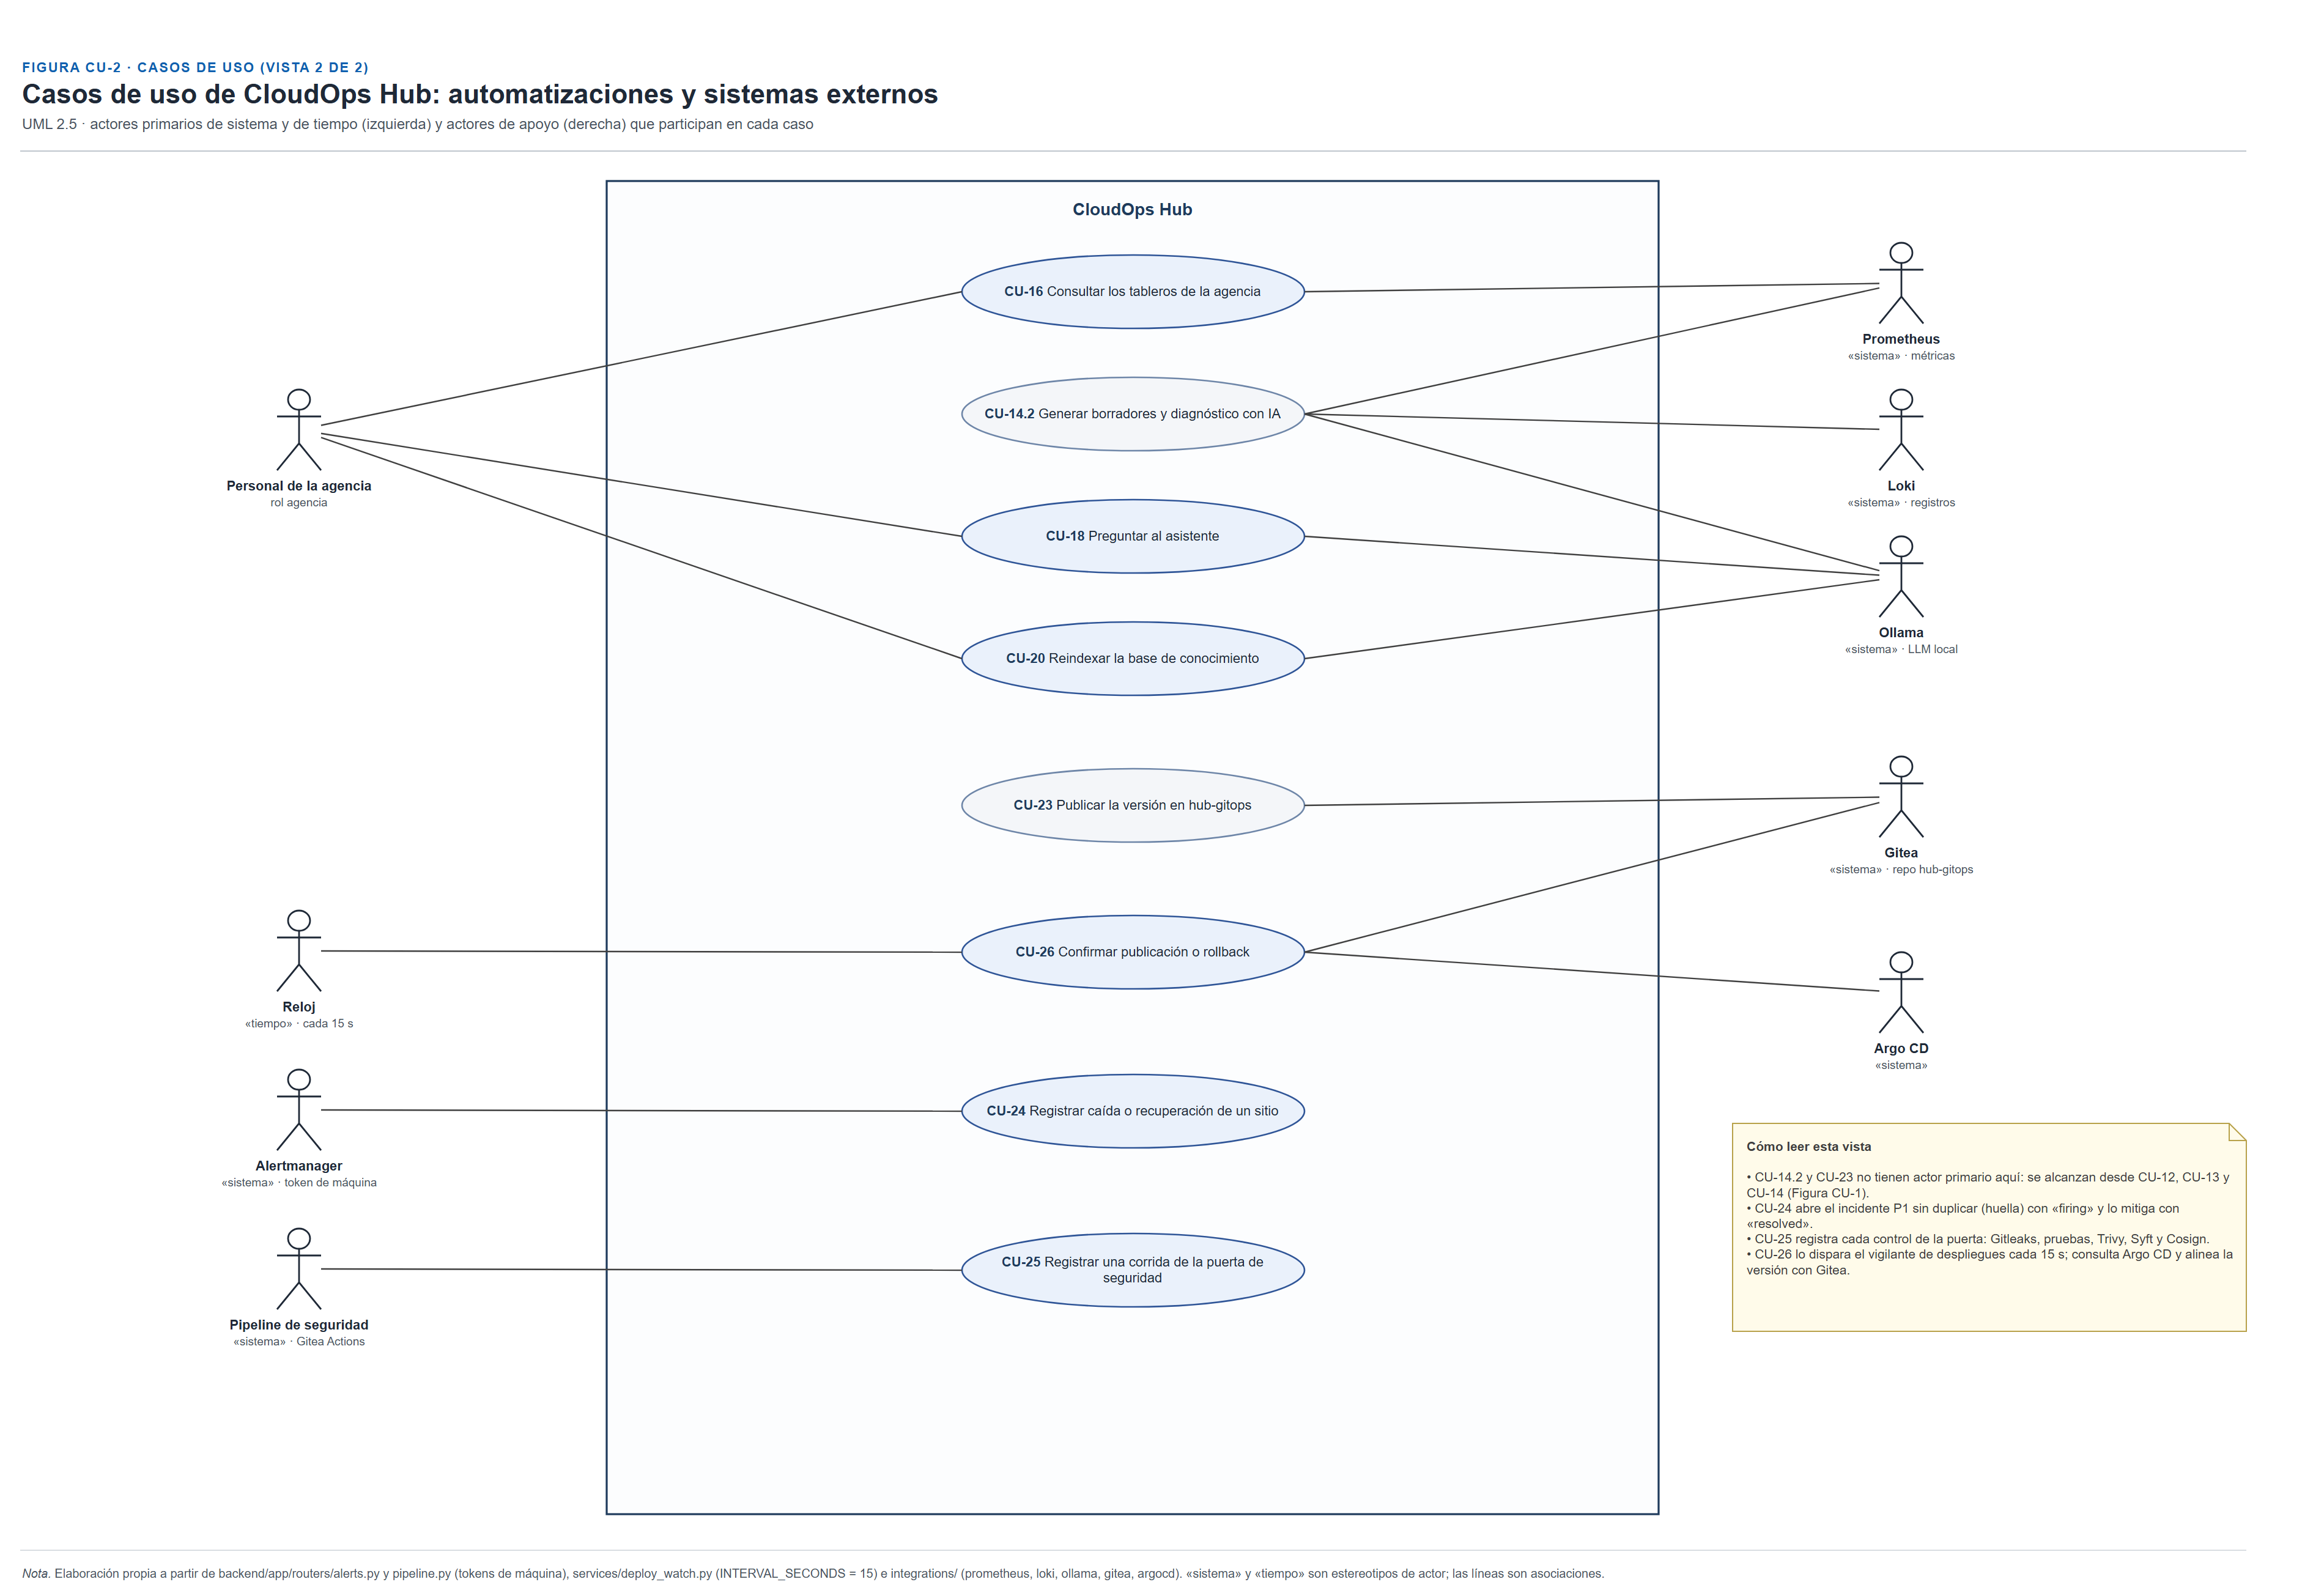 FIGURA CU-2 · CASOS DE USO (VISTA 2 DE 2)
Casos de uso de CloudOps Hub: automatizaciones y sistemas externos
UML 2.5 · actores primarios de sistema y de tiempo (izquierda) y actores de apoyo (derecha) que participan en cada caso
CloudOps Hub
CU-16 Consultar los tableros de la agencia
Prometheus
«sistema» · métricas
CU-14.2 Generar borradores y diagnóstico con IA
Personal de la agencia
rol agencia
Loki
«sistema» · registros
CU-18 Preguntar al asistente
Ollama
«sistema» · LLM local
CU-20 Reindexar la base de conocimiento
CU-23 Publicar la versión en hub-gitops
Gitea
«sistema» · repo hub-gitops
CU-26 Confirmar publicación o rollback
Reloj
«tiempo» · cada 15 s
Argo CD
«sistema»
CU-24 Registrar caída o recuperación de un sitio
Alertmanager
«sistema» · token de máquina
Cómo leer esta vista
• CU-14.2 y CU-23 no tienen actor primario aquí: se alcanzan desde CU-12, CU-13 y
CU-14 (Figura CU-1).
• CU-24 abre el incidente P1 sin duplicar (huella) con «firing» y lo mitiga con
«resolved».
• CU-25 registra cada control de la puerta: Gitleaks, pruebas, Trivy, Syft y Cosign.
• CU-26 lo dispara el vigilante de despliegues cada 15 s; consulta Argo CD y alinea la
versión con Gitea.
CU-25 Registrar una corrida de la puerta de
seguridad
Pipeline de seguridad
«sistema» · Gitea Actions
Nota. Elaboración propia a partir de backend/app/routers/alerts.py y pipeline.py (tokens de máquina), services/deploy_watch.py (INTERVAL_SECONDS = 15) e integrations/ (prometheus, loki, ollama, gitea, argocd). «sistema» y «tiempo» son estereotipos de actor; las líneas son asociaciones.